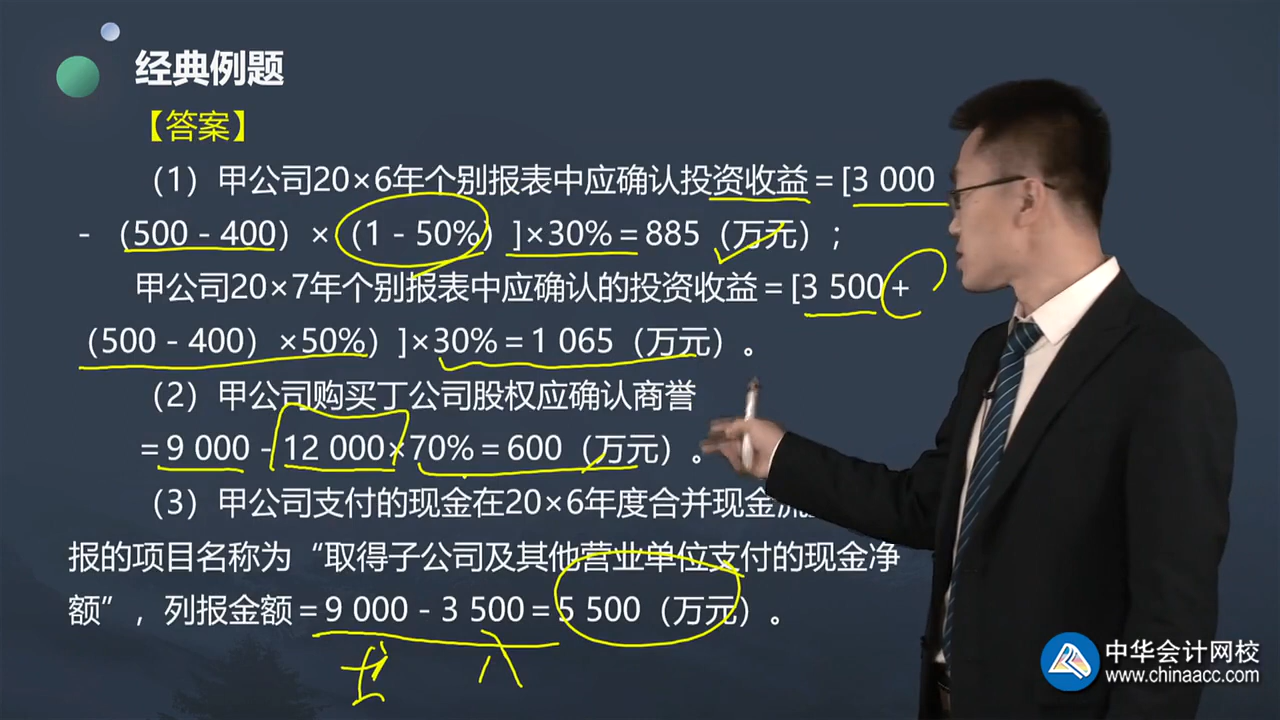 经典例题
【答案】
（1）甲公司20×6年个别报表中应确认投资收益＝[3 000
－（500－400）×（1－50%）]×30%＝885（万元）；
甲公司20×7年个别报表中应确认的投资收益＝[3 500＋
（500－400）×50%）]×30%＝1 065（万元）。
（2）甲公司购买丁公司股权应确认商誉
＝9 000－12 000×70%＝600（万元）。
（3）甲公司支付的现金在20×6年度合并现金流
报的项目名称为“取得子公司及其他营业单位支付的现金净
额”，列报金额＝9 000－3 500＝5 500（万元）。
中华会计网校
www.chinaacc.com